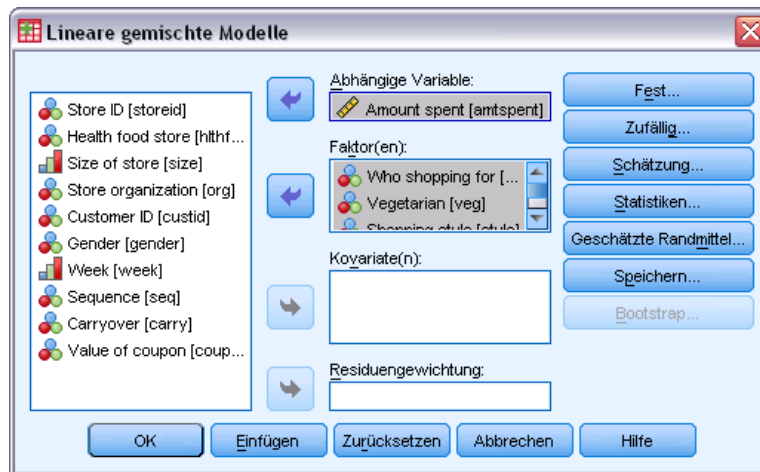 Lineare gemischte Modelle
Store ID [storeid]
Health food store [hlthf...
Size of store [size]
Store organization [org]
Customer ID [custid]
Gender [gender]
Week [week]
Sequence [seq]
Carryover [carry]
Value of coupon [coup...
Abhängige Variable:
Amount spent [amtspent]
Faktor(en):
Who shopping for [...
Vegetarian [veg]
Shopping style [style]
Kovariate(n):
Residuengewichtung:
Fest...
Zufällig...
Schätzung...
Statistiken...
Geschätzte Randmittel...
Speichern...
Bootstrap...
OK
Einfügen
Zurücksetzen
Abbrechen
Hilfe